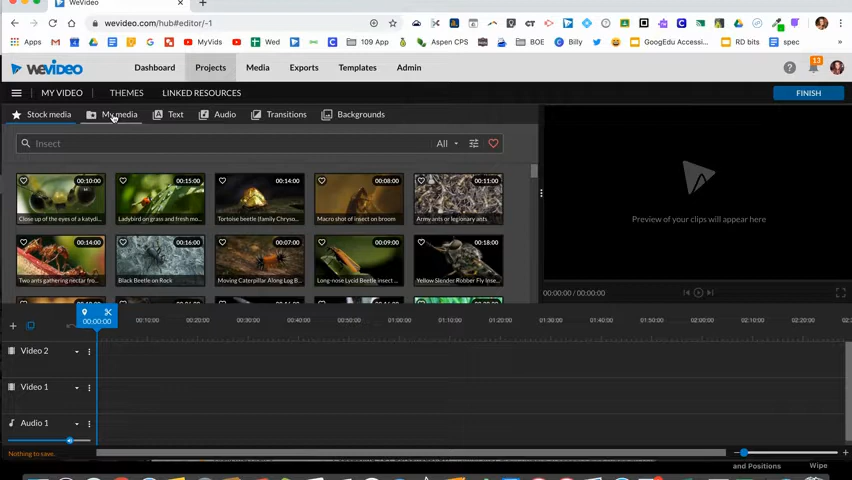 WeVideo
wevideo.com/hub#editor/-1
Apps
MyVids
Wed
109 App
Aspen CPS
BOE
Billy
GoogEdu Accessi...
RD bits
spec
WEVIDEO
Dashboard
Projects
Media
Exports
Templates
Admin
13
MY VIDEO
THEMES
LINKED RESOURCES
FINISH
Stock media
My media
Text
Audio
Transitions
Backgrounds
Insect
All
00:10:00
00:15:00
00:14:00
00:08:00
00:11:00
Close up of the eyes of a katydi...
Ladybird on grass and fresh mo...
Tortoise beetle (family Chryso...
Macro shot of insect on broom
Army ants or legionary ants
00:14:00
00:16:00
00:07:00
00:09:00
00:18:00
Two ants gathering nectar fro...
Black Beetle on Rock
Moving Caterpillar Along Log B...
Long-nose Lycid Beetle insect ...
Yellow Slender Robber Fly Inse...
Preview of your clips will appear here
00:00:00 / 00:00:00
00:00:00
00:10:00
00:20:00
00:30:00
00:40:00
00:50:00
01:00:00
01:10:00
01:20:00
01:30:00
01:40:00
01:50:00
02:00:00
02:10:00
02:20:00
Video 2
Video 1
Audio 1
Nothing to save.
and Positions
Wipe